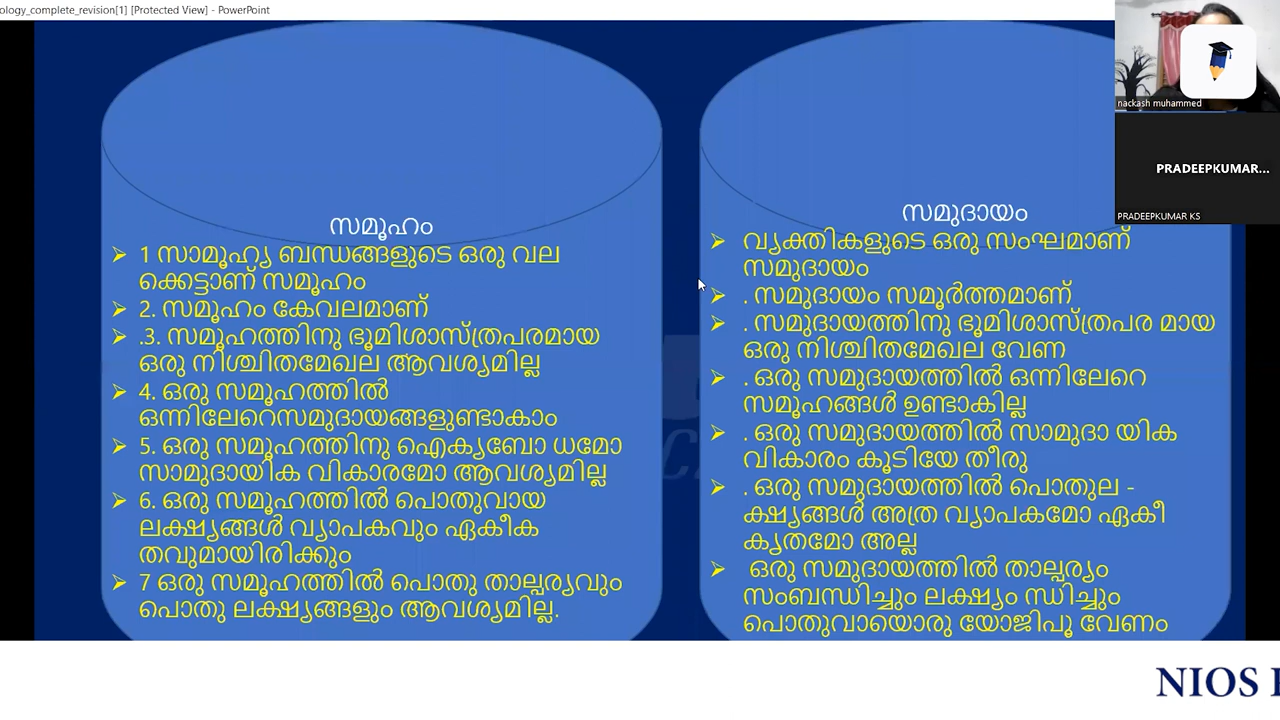 ology_complete_revision[1] [Protected View] - PowerPoint
സമൂഹം
1 സാമൂഹ്യ ബന്ധങ്ങളുടെ ഒരു വല
ക്കെട്ടാണ് സമൂഹം
2. സമൂഹം കേവലമാണ്
.3. സമൂഹത്തിനു ഭൂമിശാസ്ത്രപരമായ
ഒരു നിശ്ചിതമേഖല ആവശ്യമില്ല
4. ഒരു സമൂഹത്തിൽ
ഒന്നിലേറെസമുദായങ്ങളുണ്ടാകാം
5. ഒരു സമൂഹത്തിനു ഐക്യബോ ധമോ
സാമുദായിക വികാരമോ ആവശ്യമില്ല
6. ഒരു സമൂഹത്തിൽ പൊതുവായ
ലക്ഷ്യങ്ങൾ വ്യാപകവും ഏകീക
തവുമായിരിക്കും
7 ഒരു സമൂഹത്തിൽ പൊതു താല്പര്യവും
പൊതു ലക്ഷ്യങ്ങളും ആവശ്യമില്ല.
സമുദായം
വ്യക്തികളുടെ ഒരു സംഘമാണ്
സമുദായം
. സമുദായം സമൂർത്തമാണ്
. സമുദായത്തിനു ഭൂമിശാസ്ത്രപര മായ
ഒരു നിശ്ചിതമേഖല വേണ
. ഒരു സമുദായത്തിൽ ഒന്നിലേറെ
സമൂഹങ്ങൾ ഉണ്ടാകില്ല
. ഒരു സമുദായത്തിൽ സാമുദാ യിക
വികാരം കൂടിയേ തീരു
. ഒരു സമുദായത്തിൽ പൊതുല -
ക്ഷ്യങ്ങൾ അത്ര വ്യാപകമോ ഏകീ
കൃതമോ അല്ല
ഒരു സമുദായത്തിൽ താല്പര്യം
സംബന്ധിച്ചും ലക്ഷ്യം ന്ധിച്ചും
പൊതുവായൊരു യോജിപ്പൂ വേണം
nackash muhammed
PRADEEPKUMAR...
PRADEEPKUMAR KS
NIOS